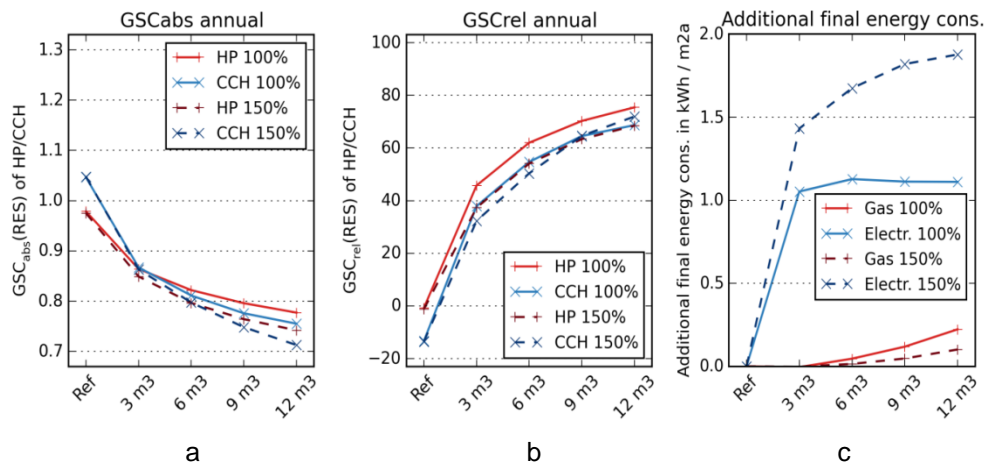 GSCabs annual
GSCabs(RES) of HP/CCH
1.3
1.2
1.1
1.0
0.9
0.8
0.7
HP 100%
CCH 100%
HP 150%
CCH 150%
Ref
3 m3
6 m3
9 m3
12 m3
a
GSCrel annual
GSCrel(RES) of HP/CCH
100
80
60
40
20
0
−20
HP 100%
CCH 100%
HP 150%
CCH 150%
Ref
3 m3
6 m3
9 m3
12 m3
b
Additional final energy cons.
Additional final energy cons. in kWh / m2a
2.0
1.5
1.0
0.5
0.0
Gas 100%
Electr. 100%
Gas 150%
Electr. 150%
Ref
3 m3
6 m3
9 m3
12 m3
c